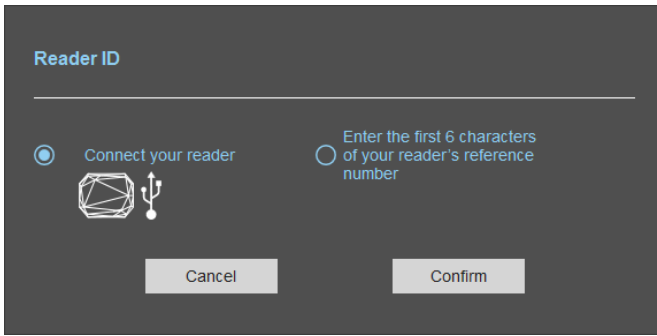 Reader ID
Connect your reader
Enter the first 6 characters
of your reader's reference
number
Cancel
Confirm